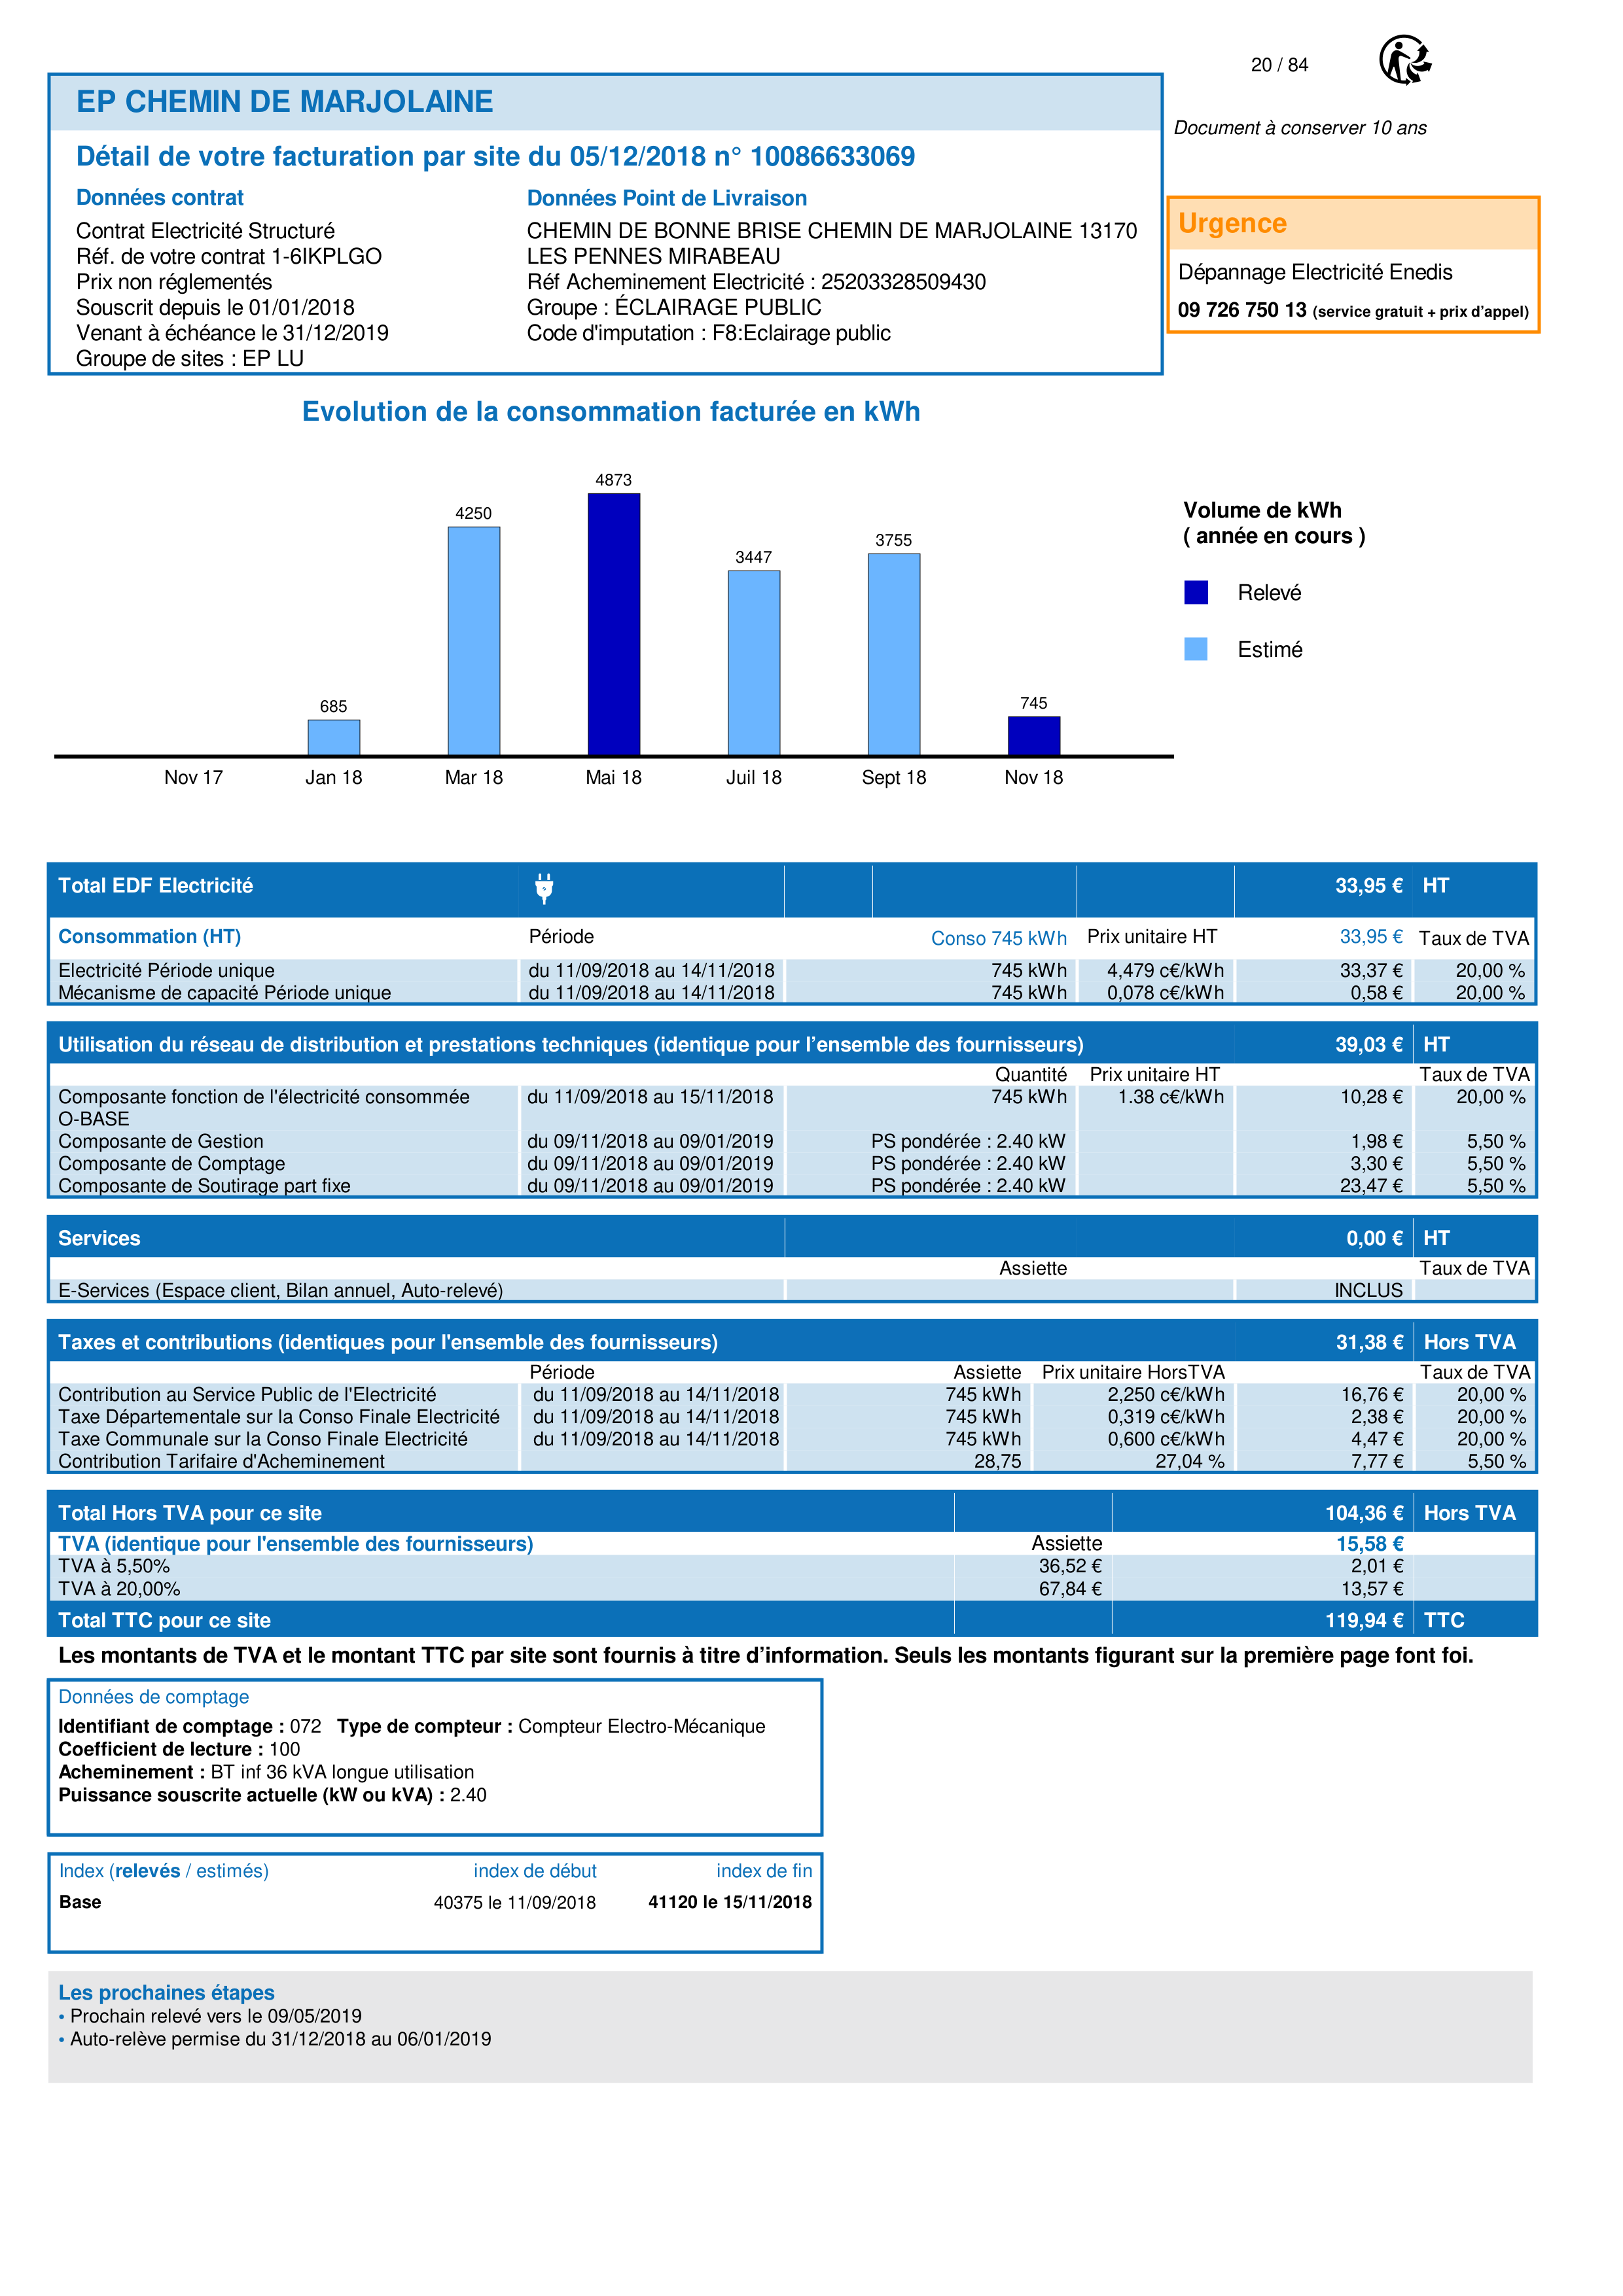 20 / 84
EP CHEMIN DE MARJOLAINE
Document à conserver 10 ans
Détail de votre facturation par site du 05/12/2018 n° 10086633069
Données contrat
Contrat Electricité Structuré
Réf. de votre contrat 1-6IKPLGO
Prix non réglementés
Souscrit depuis le 01/01/2018
Venant à échéance le 31/12/2019
Groupe de sites : EP LU
Données Point de Livraison
CHEMIN DE BONNE BRISE CHEMIN DE MARJOLAINE 13170
LES PENNES MIRABEAU
Réf Acheminement Electricité : 25203328509430
Groupe : ÉCLAIRAGE PUBLIC
Code d'imputation : F8:Eclairage public
Urgence
Dépannage Electricité Enedis
09 726 750 13 (service gratuit + prix d’appel)
Evolution de la consommation facturée en kWh
685
4250
4873
3447
3755
745
Nov 17 Jan 18 Mar 18 Mai 18 Juil 18 Sept 18 Nov 18
Volume de kWh
( année en cours )
Relevé
Estimé
Total EDF Electricité 33,95 € HT
Consommation (HT) Période Conso 745 kWh Prix unitaire HT 33,95 € Taux de TVA
Electricité Période unique du 11/09/2018 au 14/11/2018 745 kWh 4,479 c€/kWh 33,37 € 20,00 %
Mécanisme de capacité Période unique du 11/09/2018 au 14/11/2018 745 kWh 0,078 c€/kWh 0,58 € 20,00 %
Utilisation du réseau de distribution et prestations techniques (identique pour l’ensemble des fournisseurs) 39,03 € HT
Quantité Prix unitaire HT Taux de TVA
Composante fonction de l'électricité consommée du 11/09/2018 au 15/11/2018 745 kWh 1.38 c€/kWh 10,28 € 20,00 %
O-BASE
Composante de Gestion du 09/11/2018 au 09/01/2019 PS pondérée : 2.40 kW 1,98 € 5,50 %
Composante de Comptage du 09/11/2018 au 09/01/2019 PS pondérée : 2.40 kW 3,30 € 5,50 %
Composante de Soutirage part fixe du 09/11/2018 au 09/01/2019 PS pondérée : 2.40 kW 23,47 € 5,50 %
Services 0,00 € HT
Assiette Taux de TVA
E-Services (Espace client, Bilan annuel, Auto-relevé) INCLUS
Taxes et contributions (identiques pour l'ensemble des fournisseurs) 31,38 € Hors TVA
Période Assiette Prix unitaire HorsTVA Taux de TVA
Contribution au Service Public de l'Electricité du 11/09/2018 au 14/11/2018 745 kWh 2,250 c€/kWh 16,76 € 20,00 %
Taxe Départementale sur la Conso Finale Electricité du 11/09/2018 au 14/11/2018 745 kWh 0,319 c€/kWh 2,38 € 20,00 %
Taxe Communale sur la Conso Finale Electricité du 11/09/2018 au 14/11/2018 745 kWh 0,600 c€/kWh 4,47 € 20,00 %
Contribution Tarifaire d'Acheminement 28,75 27,04 % 7,77 € 5,50 %
Total Hors TVA pour ce site 104,36 € Hors TVA
TVA (identique pour l'ensemble des fournisseurs) Assiette 15,58 €
TVA à 5,50% 36,52 € 2,01 €
TVA à 20,00% 67,84 € 13,57 €
Total TTC pour ce site 119,94 € TTC
Les montants de TVA et le montant TTC par site sont fournis à titre d’information. Seuls les montants figurant sur la première page font foi.
Données de comptage
Identifiant de comptage : 072 Type de compteur : Compteur Electro-Mécanique
Coefficient de lecture : 100
Acheminement : BT inf 36 kVA longue utilisation
Puissance souscrite actuelle (kW ou kVA) : 2.40
Index (relevés / estimés) index de début index de fin
Base 40375 le 11/09/2018 41120 le 15/11/2018
Les prochaines étapes
• Prochain relevé vers le 09/05/2019
• Auto-relève permise du 31/12/2018 au 06/01/2019